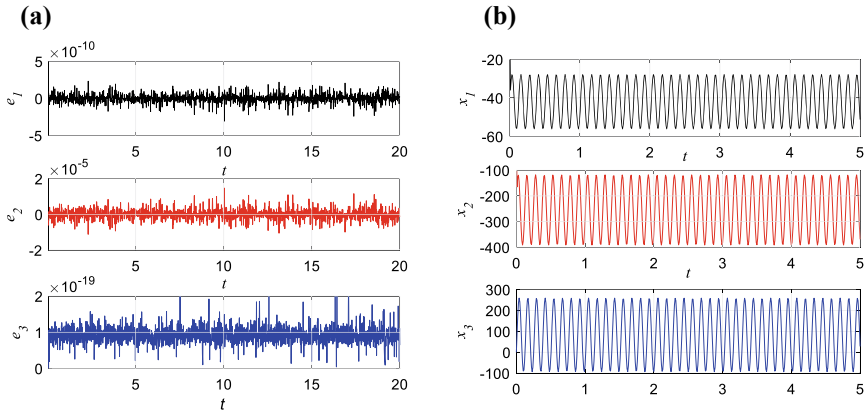 (a)
×10⁻¹⁰
5
0
-5
e₁
5 10 15 20
t
×10⁻⁵
2
0
-2
e₂
5 10 15 20
t
×10⁻¹⁹
2
1
0
e₃
5 10 15 20
t
(b)
-20
-40
-60
x₁
0 1 2 3 4 5
t
-100
-200
-300
-400
x₂
0 1 2 3 4 5
t
300
200
100
0
-100
x₃
0 1 2 3 4 5